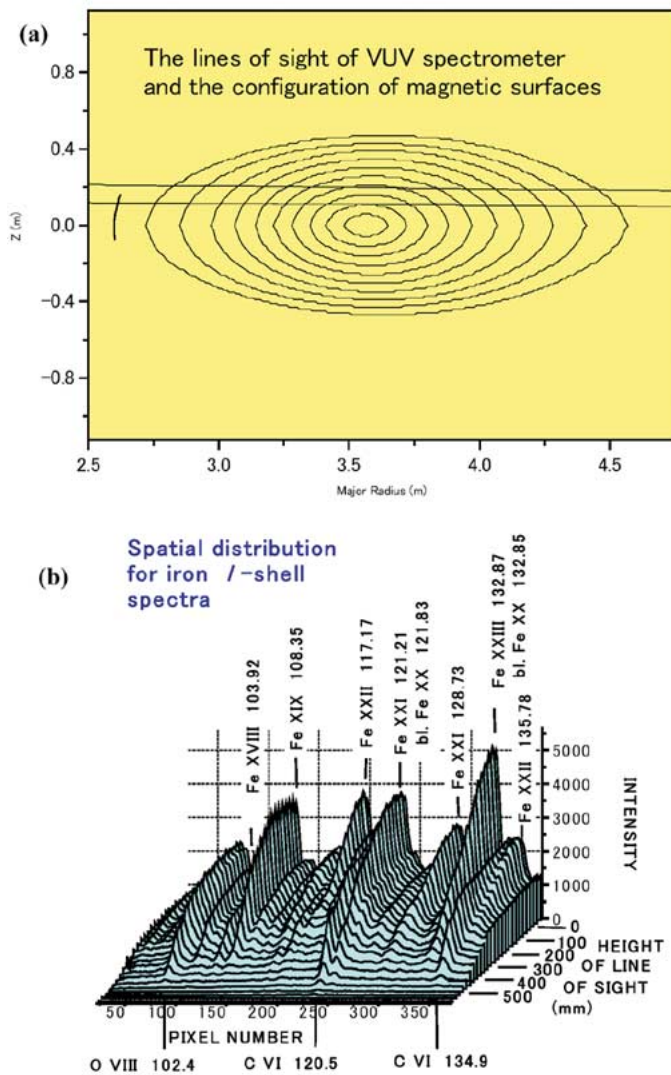 (a)
The lines of sight of VUV spectrometer
and the configuration of magnetic surfaces
0.8
0.4
0.0
-0.4
-0.8
Z (m)
2.5 3.0 3.5 4.0 4.5
Major Radius (m)
(b)
Spatial distribution
for iron l-shell
spectra
Fe XVIII 103.92
Fe XIX 108.35
Fe XXII 117.17
Fe XXI 121.21
bl. Fe XX 121.83
Fe XXI 128.73
Fe XXIII 132.87
bl. Fe XX 132.85
Fe XXII 135.78
5000
4000
3000
2000
1000
0
INTENSITY
0
100
200
300
400
500
HEIGHT
OF LINE
OF SIGHT
(mm)
50 100 150 200 250 300 350
PIXEL NUMBER
O VIII 102.4 C VI 120.5 C VI 134.9